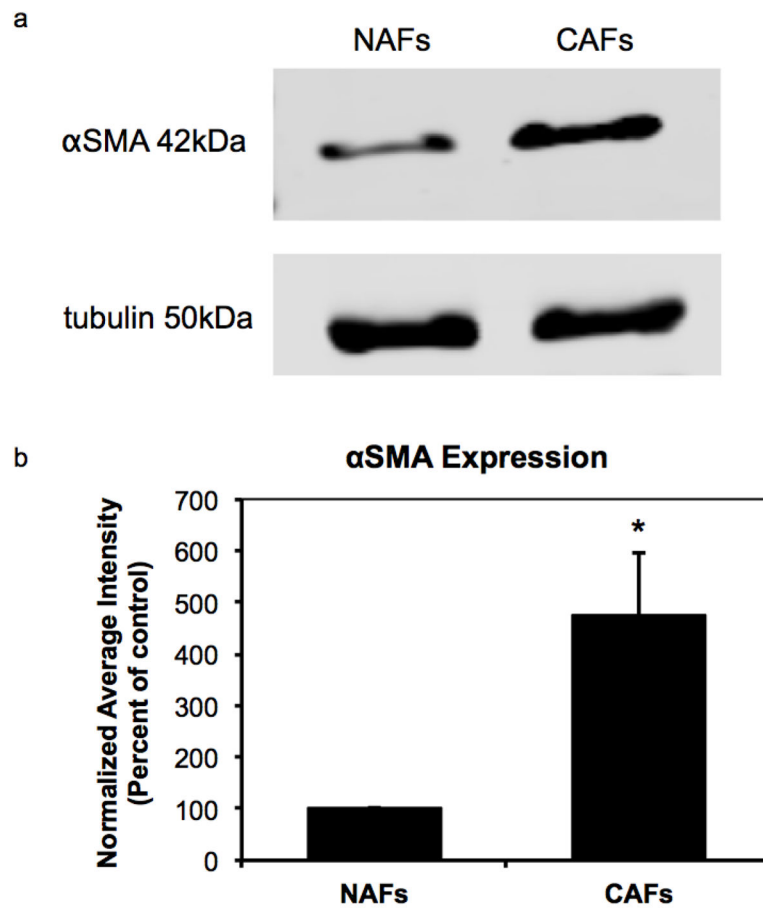 a
NAFs CAFs
αSMA 42kDa
tubulin 50kDa
b
αSMA Expression
Normalized Average Intensity
(Percent of control)
700
600
500
400
300
200
100
0
*
NAFs CAFs